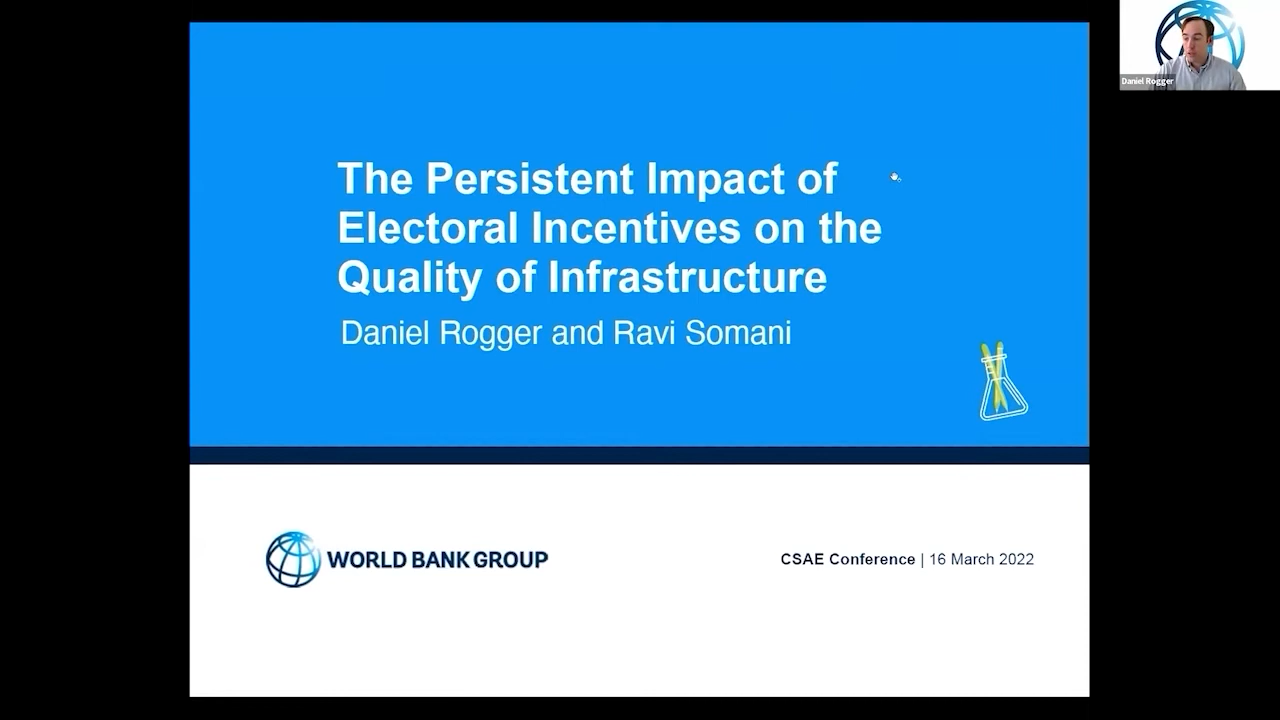 Daniel Rogger
The Persistent Impact of
Electoral Incentives on the
Quality of Infrastructure
Daniel Rogger and Ravi Somani
WORLD BANK GROUP
CSAE Conference | 16 March 2022